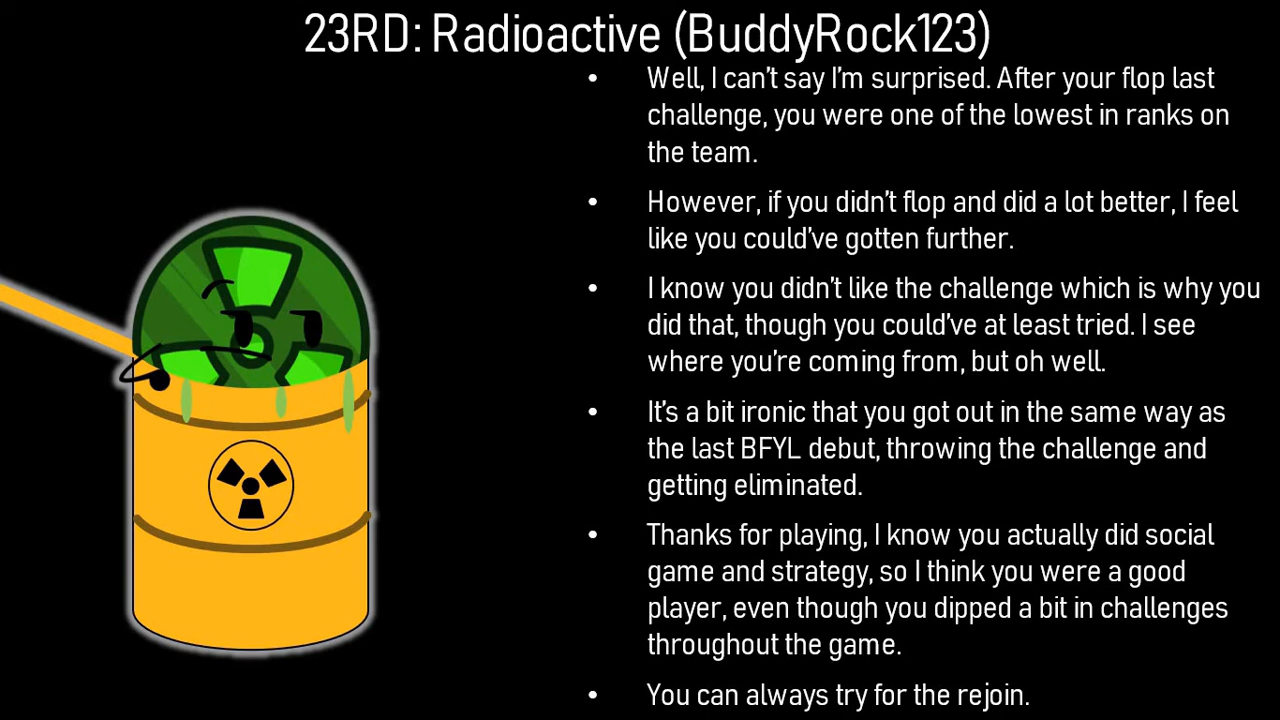 23RD: Radioactive (BuddyRock123)
• Well, I can't say I'm surprised. After your flop last
challenge, you were one of the lowest in ranks on
the team.
• However, if you didn't flop and did a lot better, I feel
like you could've gotten further.
• I know you didn't like the challenge which is why you
did that, though you could've at least tried. I see
where you're coming from, but oh well.
• It's a bit ironic that you got out in the same way as
the last BFYL debut, throwing the challenge and
getting eliminated.
• Thanks for playing, I know you actually did social
game and strategy, so I think you were a good
player, even though you dipped a bit in challenges
throughout the game.
• You can always try for the rejoin.